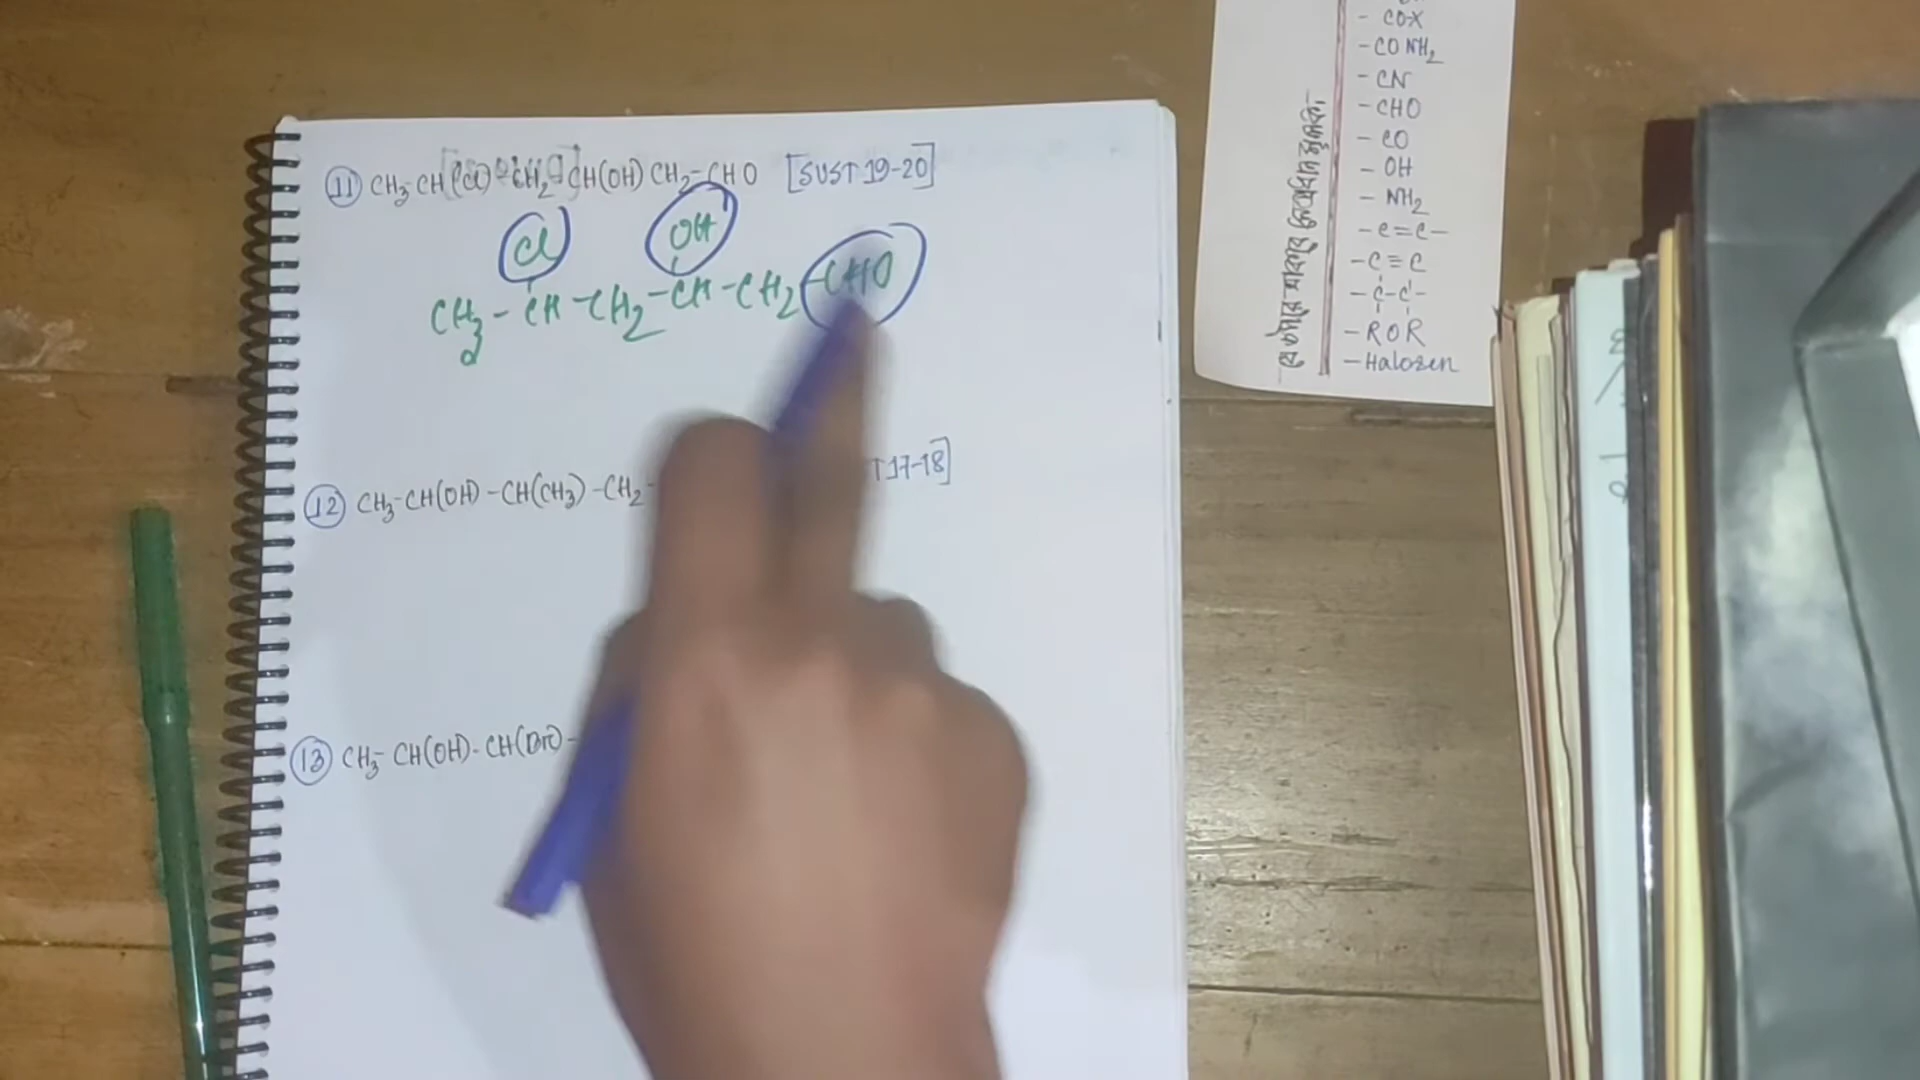 ⑪ CH₃-CH(Cl)-CH₂-CH(OH) CH₂-CHO [SUST 19-20]
Cl OH
CH₃-CH-CH₂-CH-CH₂-CHO
⑫ CH₃-CH(OH)-CH(CH₃)-CH₂-
T 17-18]
⑬ CH₃-CH(OH)-CH(Br)-
- COX
- CONH₂
- CN
- CHO
- CO
- OH
- NH₂
- C=C-
- C≡C
- C-C-
- ROR
- Halogen